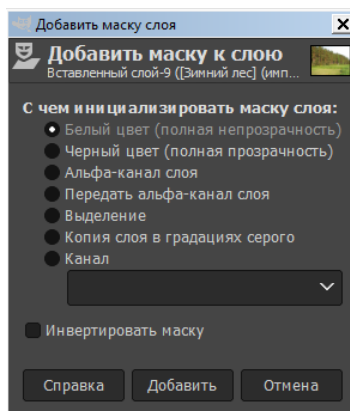 Добавить маску слоя
Добавить маску к слою
Вставленный слой-9 ([Зимний лес] (имп...
С чем инициализировать маску слоя:
Белый цвет (полная непрозрачность)
Черный цвет (полная прозрачность)
Альфа-канал слоя
Передать альфа-канал слоя
Выделение
Копия слоя в градациях серого
Канал
Инвертировать маску
Справка Добавить Отмена